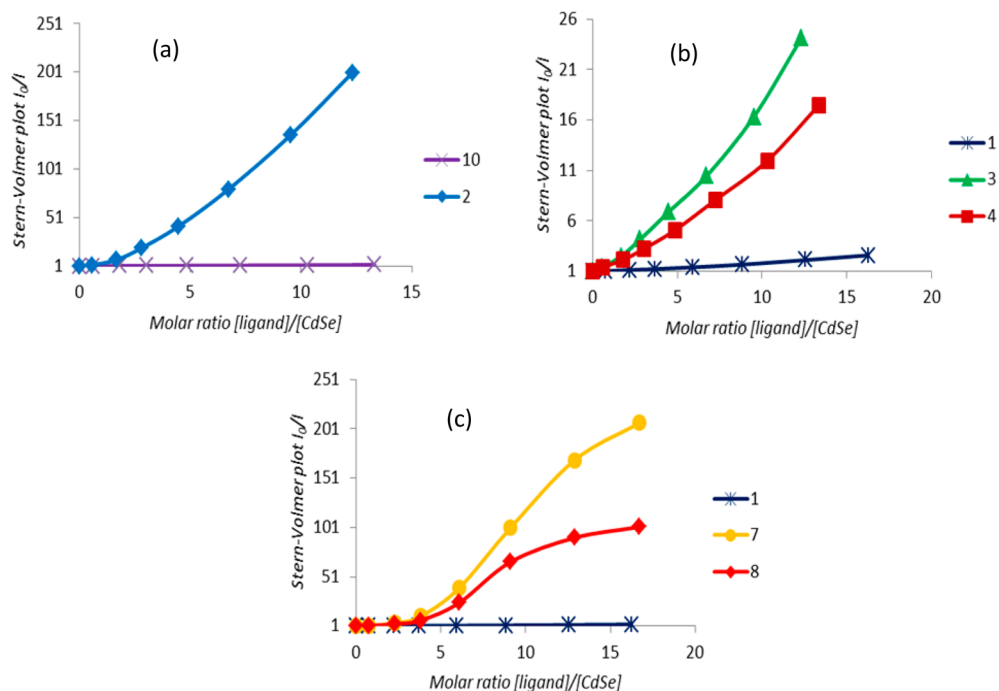 (a)
Stern-Volmer plot I₀/I
251
201
151
101
51
1
0 5 10 15
Molar ratio [ligand]/[CdSe]
10
2
(b)
Stern-Volmer plot I₀/I
26
21
16
11
6
1
0 5 10 15 20
Molar ratio [ligand]/[CdSe]
1
3
4
(c)
Stern-Volmer plot I₀/I
251
201
151
101
51
1
0 5 10 15 20
Molar ratio [ligand]/[CdSe]
1
7
8